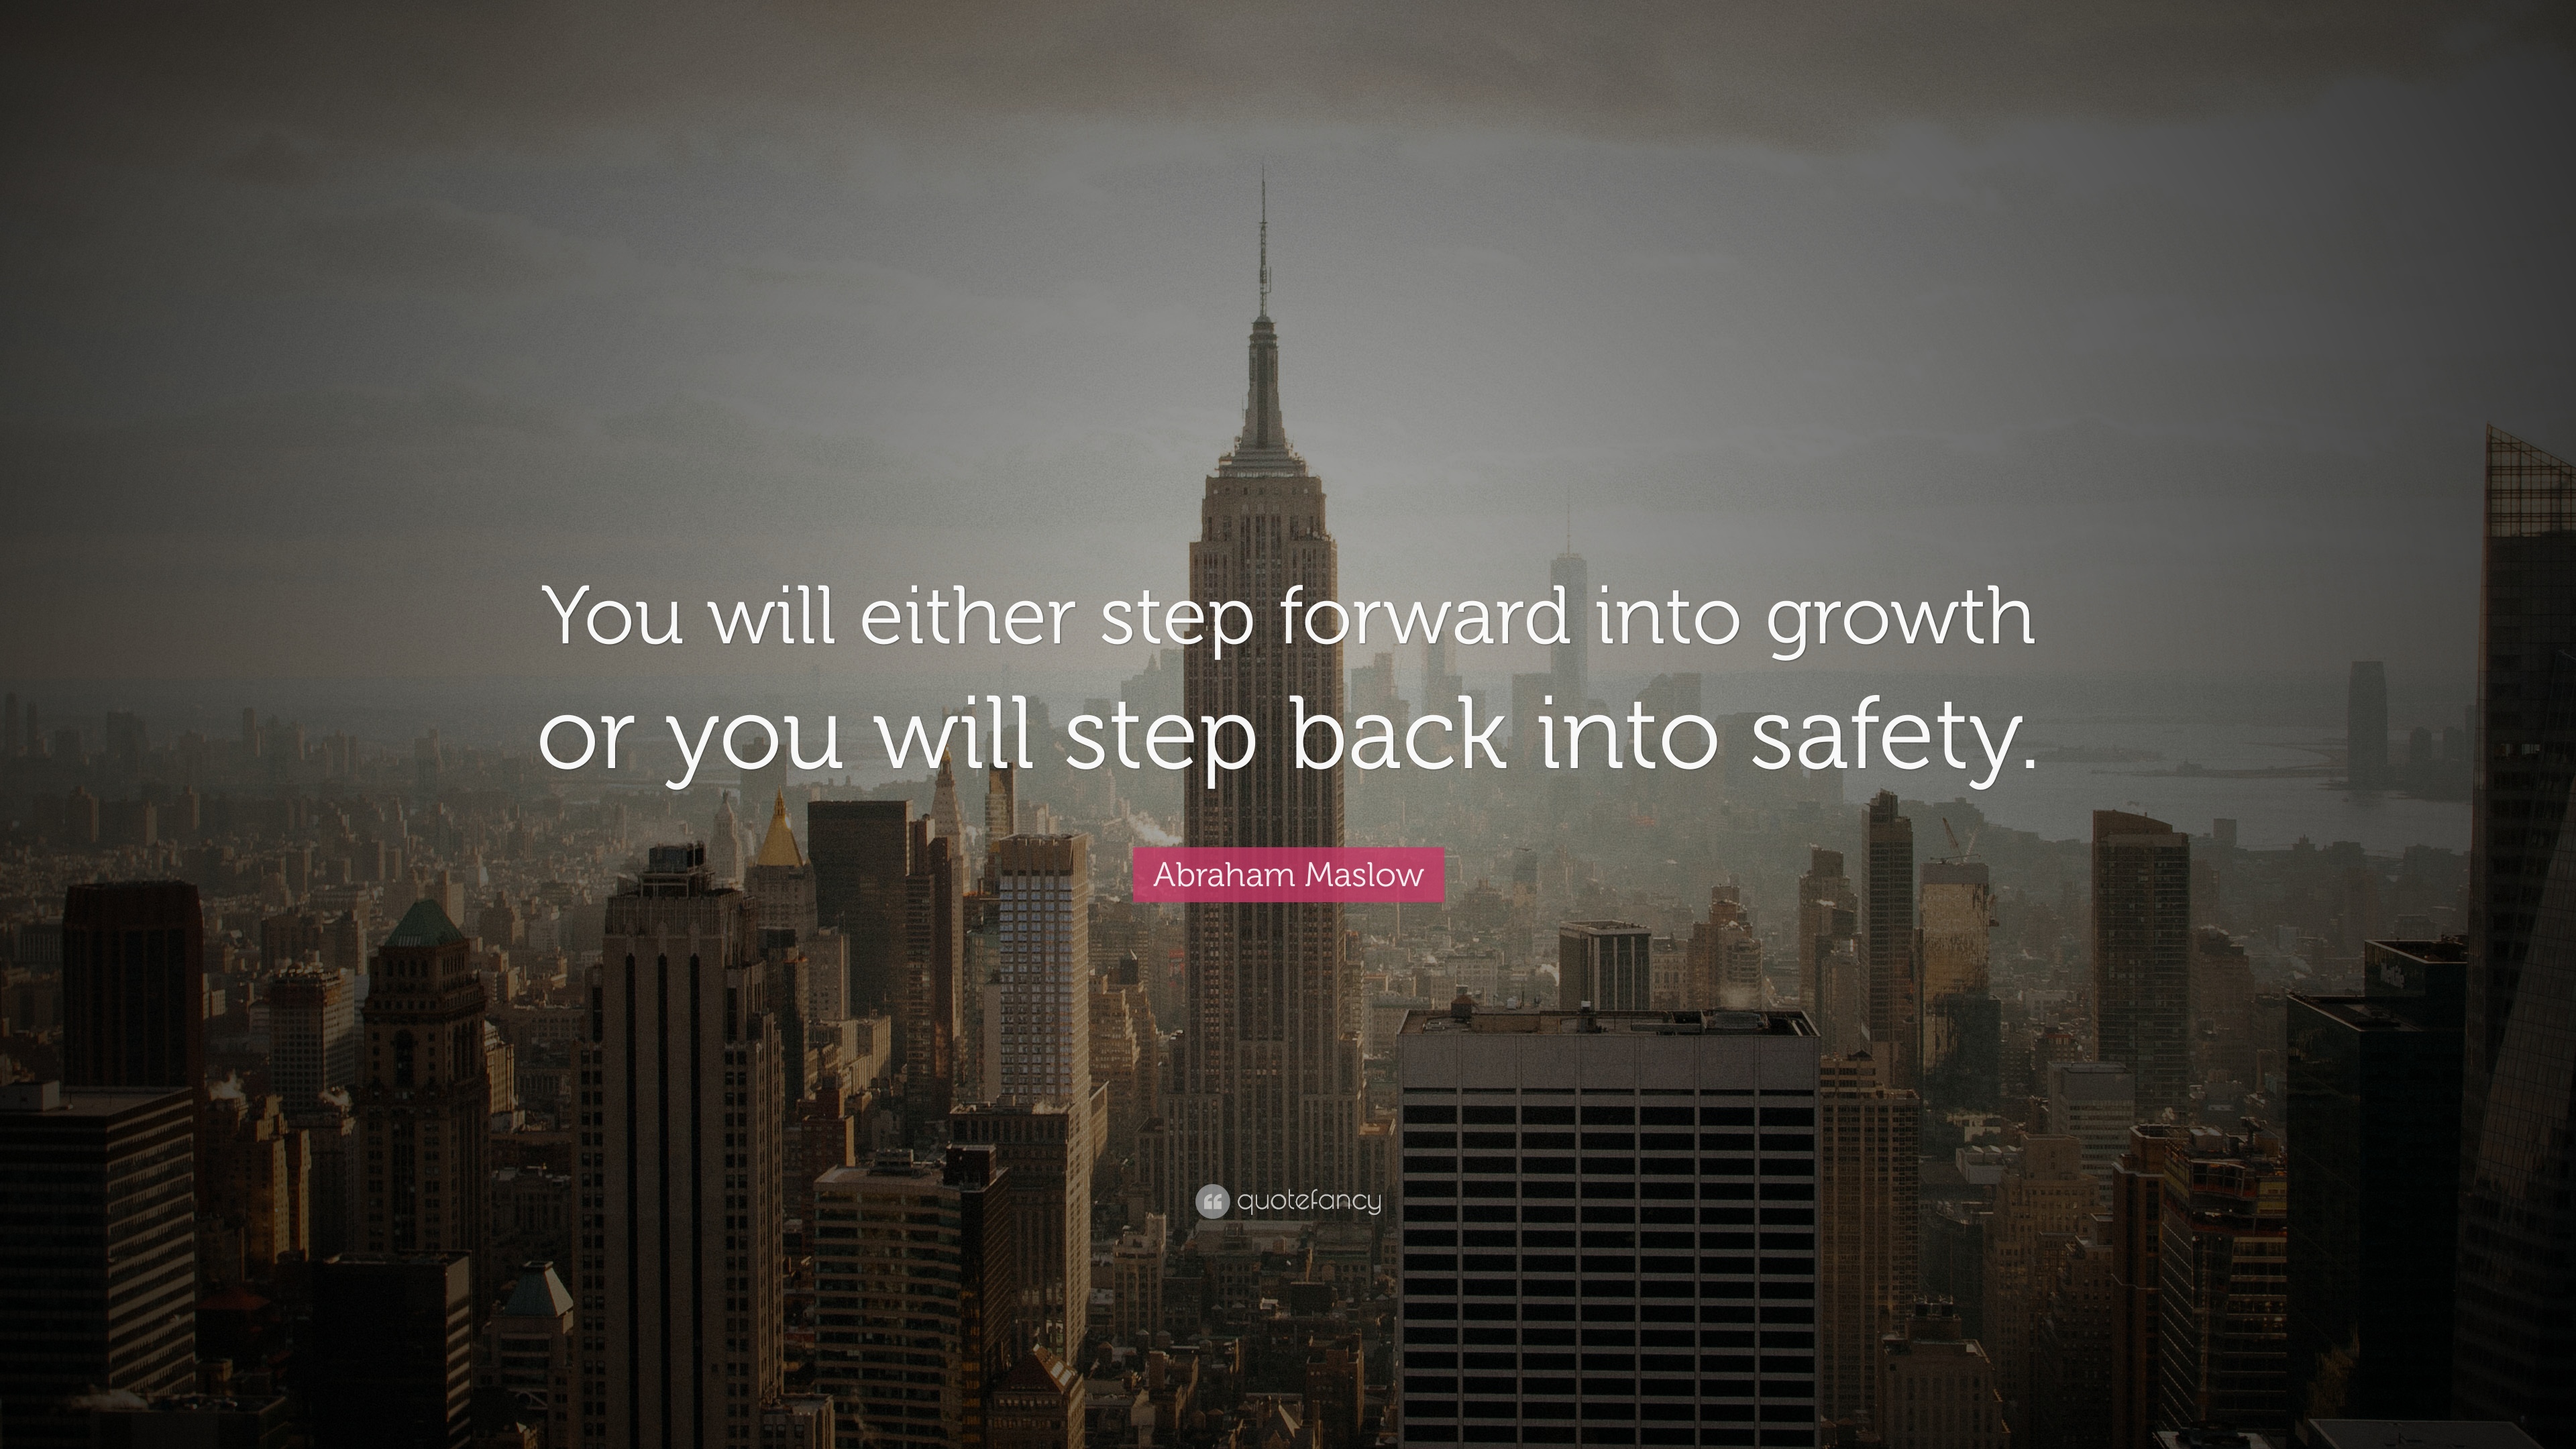 You will either step forward into growth
or you will step back into safety.
Abraham Maslow
quotefancy